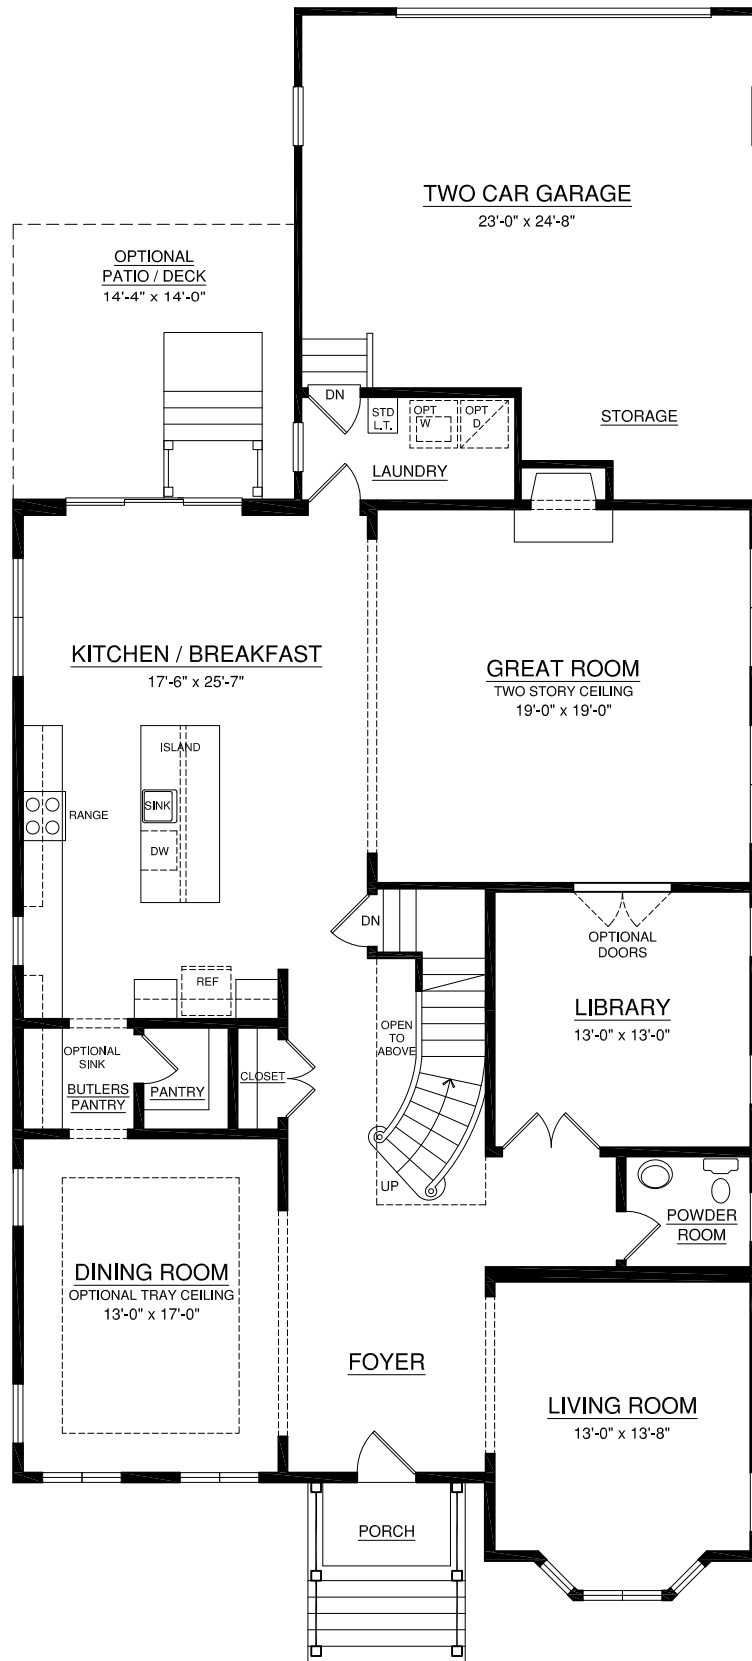 TWO CAR GARAGE
23'-0" x 24'-8"
OPTIONAL
PATIO / DECK
14'-4" x 14'-0"
DN
STD
L.T.
OPT
W
OPT
D
STORAGE
LAUNDRY
KITCHEN / BREAKFAST
17'-6" x 25'-7"
GREAT ROOM
TWO STORY CEILING
19'-0" x 19'-0"
ISLAND
SINK
RANGE
DW
DN
OPTIONAL
DOORS
REF
LIBRARY
13'-0" x 13'-0"
OPEN
TO
ABOVE
OPTIONAL
SINK
BUTLERS
PANTRY
PANTRY
CLOSET
UP
POWDER
ROOM
DINING ROOM
OPTIONAL TRAY CEILING
13'-0" x 17'-0"
FOYER
LIVING ROOM
13'-0" x 13'-8"
PORCH